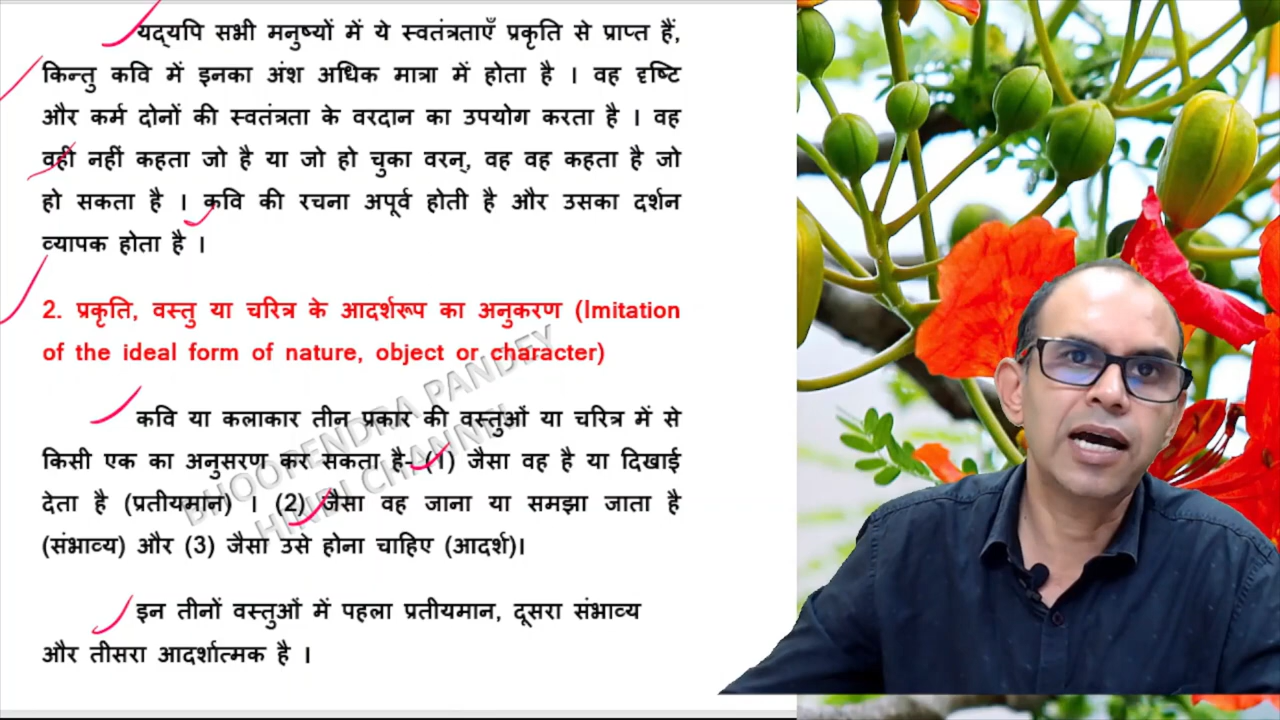 यद्यपि सभी मनुष्यों में ये स्वतंत्रताएँ प्रकृति से प्राप्त हैं,
किन्तु कवि में इनका अंश अधिक मात्रा में होता है । वह दृष्टि
और कर्म दोनों की स्वतंत्रता के वरदान का उपयोग करता है । वह
वही नहीं कहता जो है या जो हो चुका वरन्, वह वह कहता है जो
हो सकता है । कवि की रचना अपूर्व होती है और उसका दर्शन
व्यापक होता है ।
2. प्रकृति, वस्तु या चरित्र के आदर्शरूप का अनुकरण (Imitation
of the ideal form of nature, object or character)
कवि या कलाकार तीन प्रकार की वस्तुओं या चरित्र में से
किसी एक का अनुसरण कर सकता है- (1) जैसा वह है या दिखाई
देता है (प्रतीयमान) । (2) जैसा वह जाना या समझा जाता है
(संभाव्य) और (3) जैसा उसे होना चाहिए (आदर्श)।
इन तीनों वस्तुओं में पहला प्रतीयमान, दूसरा संभाव्य
और तीसरा आदर्शात्मक है ।
BHOOPENDRA PANDEY
HINDI CHANNEL